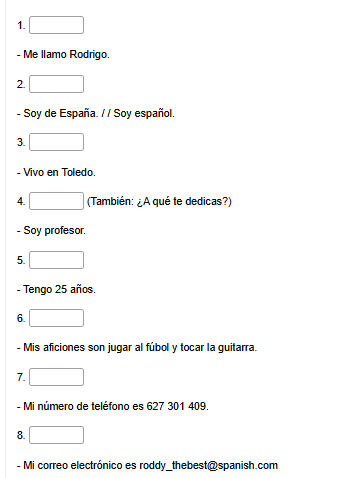 1.
- Me llamo Rodrigo.
2.
- Soy de España. // Soy español.
3.
- Vivo en Toledo.
4. (También: ¿A qué te dedicas?)
- Soy profesor.
5.
- Tengo 25 años.
6.
- Mis aficiones son jugar al fúbol y tocar la guitarra.
7.
- Mi número de teléfono es 627 301 409.
8.
- Mi correo electrónico es roddy_thebest@spanish.com